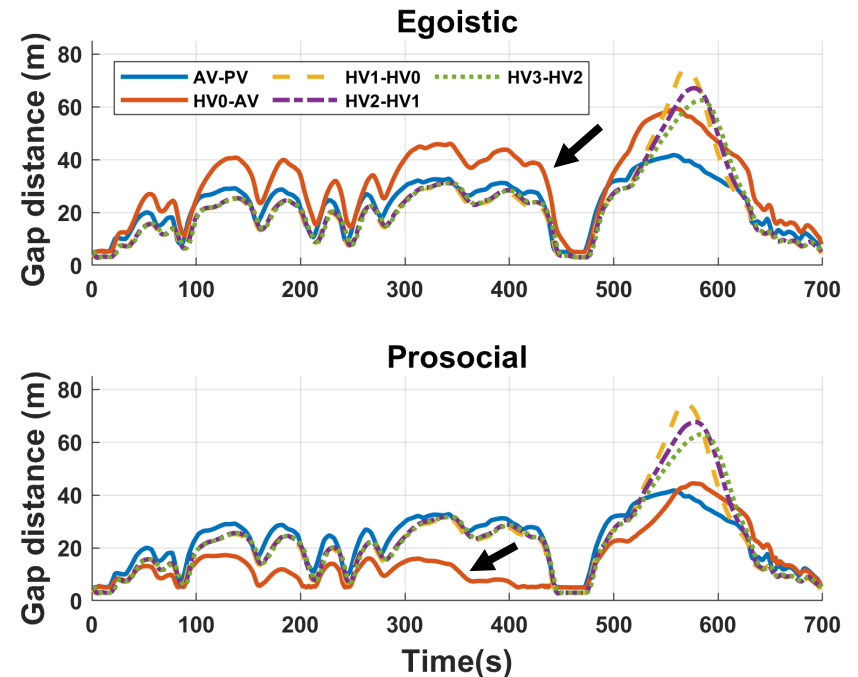 Egoistic
Gap distance (m)
80
60
40
20
0
AV-PV HV1-HV0 HV3-HV2
HV0-AV HV2-HV1
0 100 200 300 400 500 600 700
Prosocial
Gap distance (m)
80
60
40
20
0
0 100 200 300 400 500 600 700
Time(s)